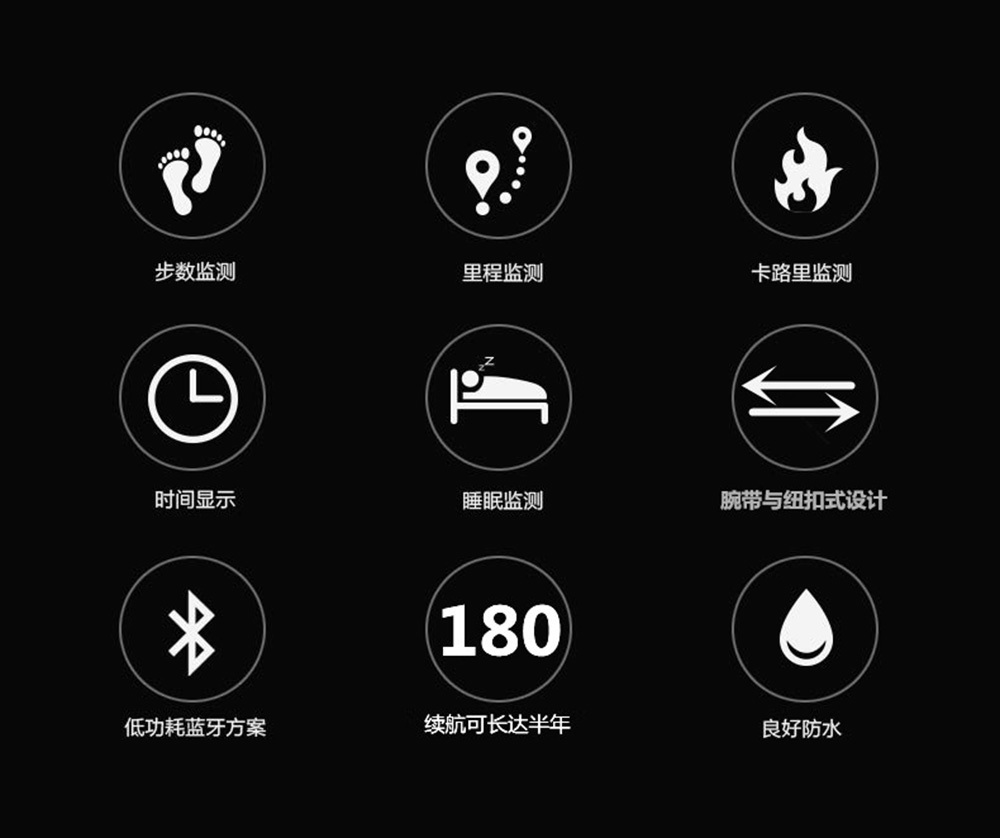 步数监测
里程监测
卡路里监测
时间显示
zZ
睡眠监测
腕带与纽扣式设计
低功耗蓝牙方案
180
续航可长达半年
良好防水